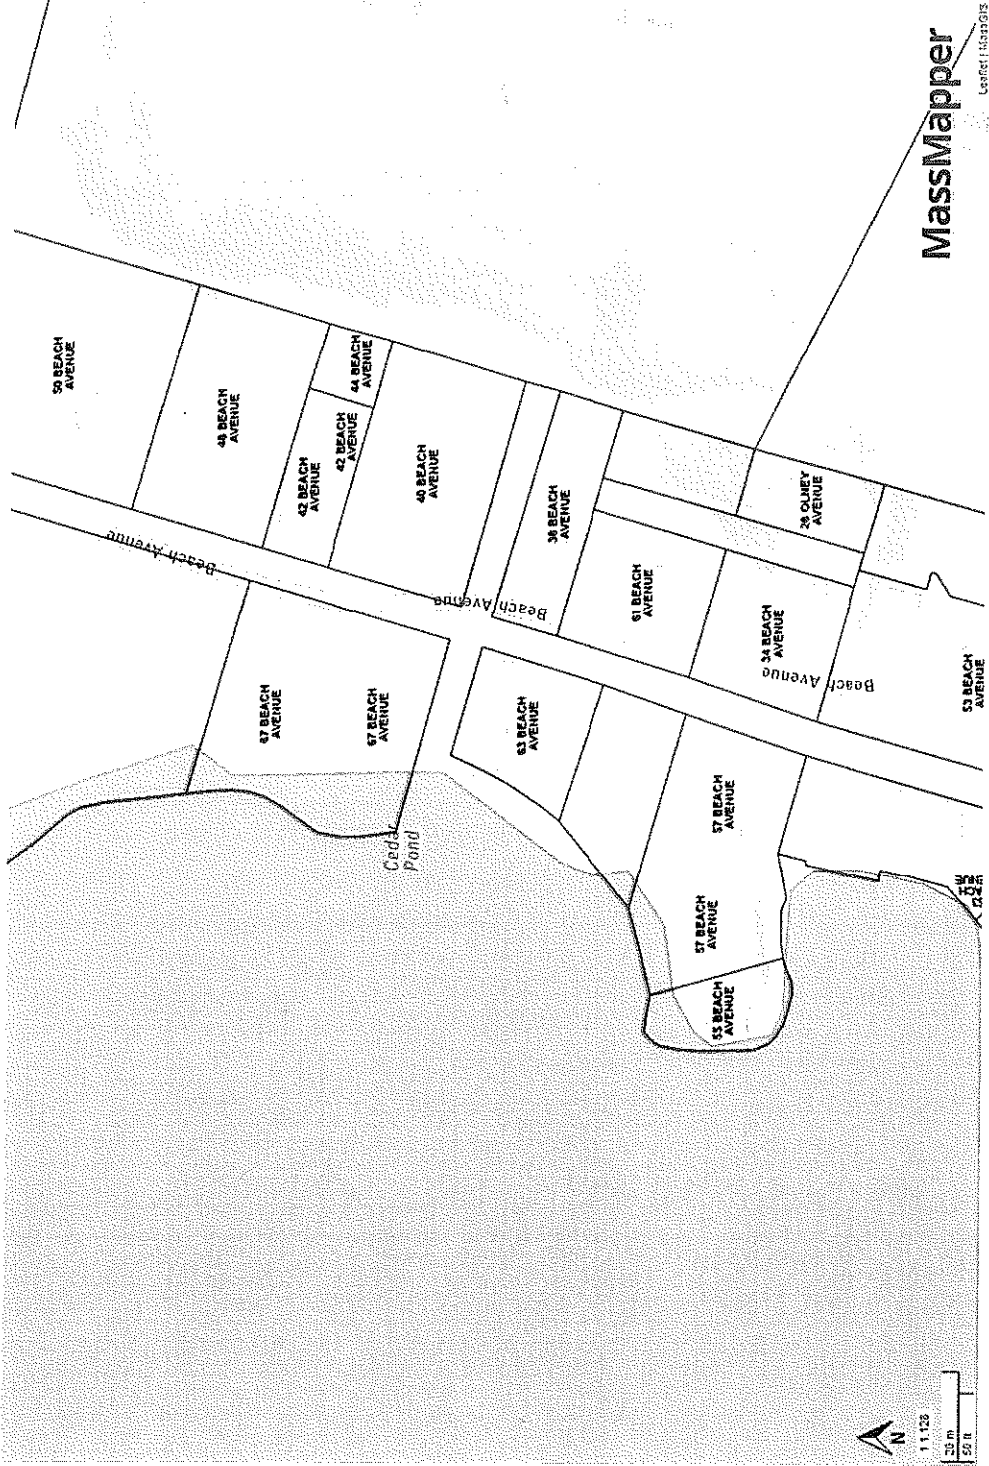 50 BEACH
AVENUE
48 BEACH
AVENUE
44 BEACH
AVENUE
42 BEACH
AVENUE
42 BEACH
AVENUE
40 BEACH
AVENUE
38 BEACH
AVENUE
28 OLNEY
AVENUE
61 BEACH
AVENUE
34 BEACH
AVENUE
53 BEACH
AVENUE
Beach Avenue
Beach Avenue
Beach Avenue
67 BEACH
AVENUE
67 BEACH
AVENUE
63 BEACH
AVENUE
57 BEACH
AVENUE
57 BEACH
AVENUE
55 BEACH
AVENUE
Cedar
Pond
MassMapper
Leaflet | MassGIS
N
1:1,128
20 m
50 ft